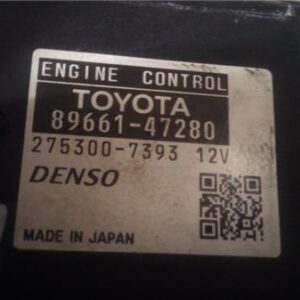 ENGINE CONTROL
TOYOTA
89661-47280
275300-7393 12V
DENSO
MADE IN JAPAN